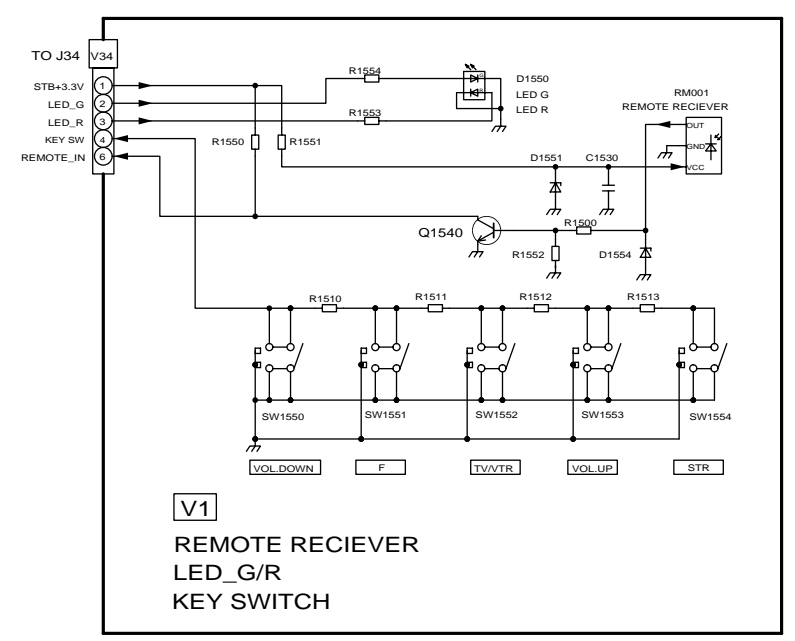 TO J34 V34
1 STB+3.3V
2 LED_G
3 LED_R
4 KEY SW
6 REMOTE_IN
R1554
G
R
D1550
LED G
LED R
R1553
RM001
REMOTE RECIEVER
OUT
GND
VCC
R1550
R1551
D1551
C1530
Q1540
R1500
R1552
D1554
R1510
R1511
R1512
R1513
SW1550
SW1551
SW1552
SW1553
SW1554
VOL.DOWN
F
TV/VTR
VOL.UP
STR
V1
REMOTE RECIEVER
LED_G/R
KEY SWITCH